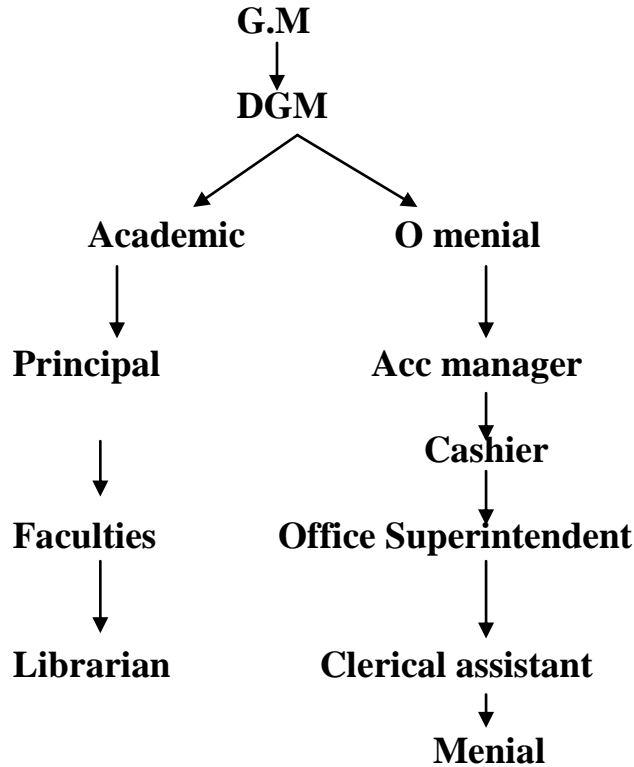 G.M
DGM
Academic O menial
Principal Acc manager
Cashier
Faculties Office Superintendent
Librarian Clerical assistant
Menial